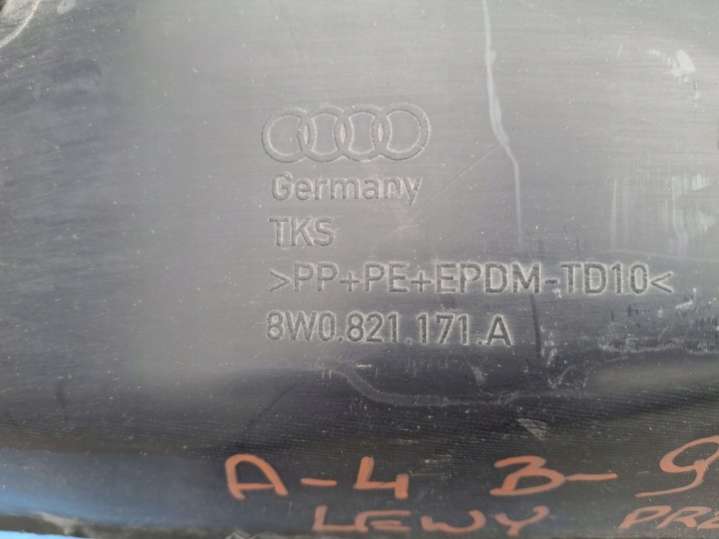 Germany
TKS
>PP+PE+EPDM-TD10<
8W0.821.171.A
A-4 B-9
LEWY